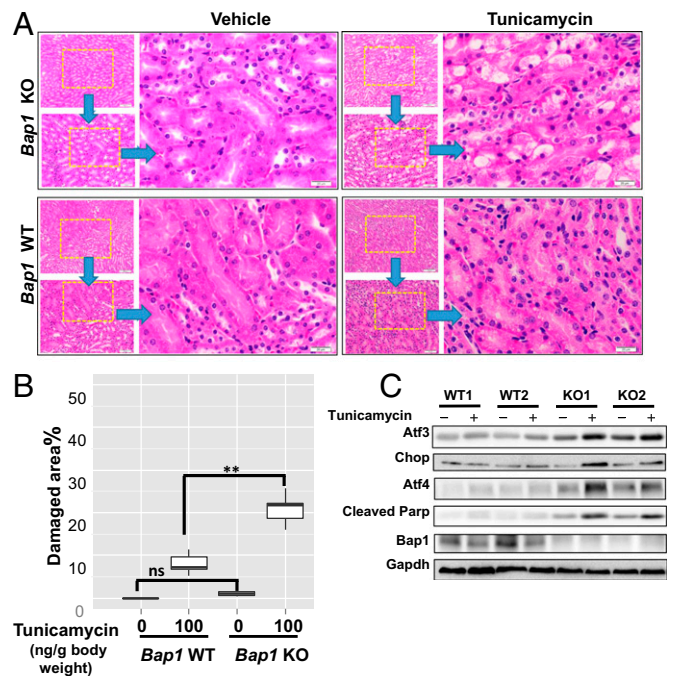 A
Vehicle
Tunicamycin
Bap1 KO
Bap1 WT
B
Damaged area%
50
40
30
20
10
0
**
ns
Tunicamycin 0 100 0 100
(ng/g body
weight)
Bap1 WT Bap1 KO
C
WT1 WT2 KO1 KO2
Tunicamycin – + – + – + – +
Atf3
Chop
Atf4
Cleaved Parp
Bap1
Gapdh